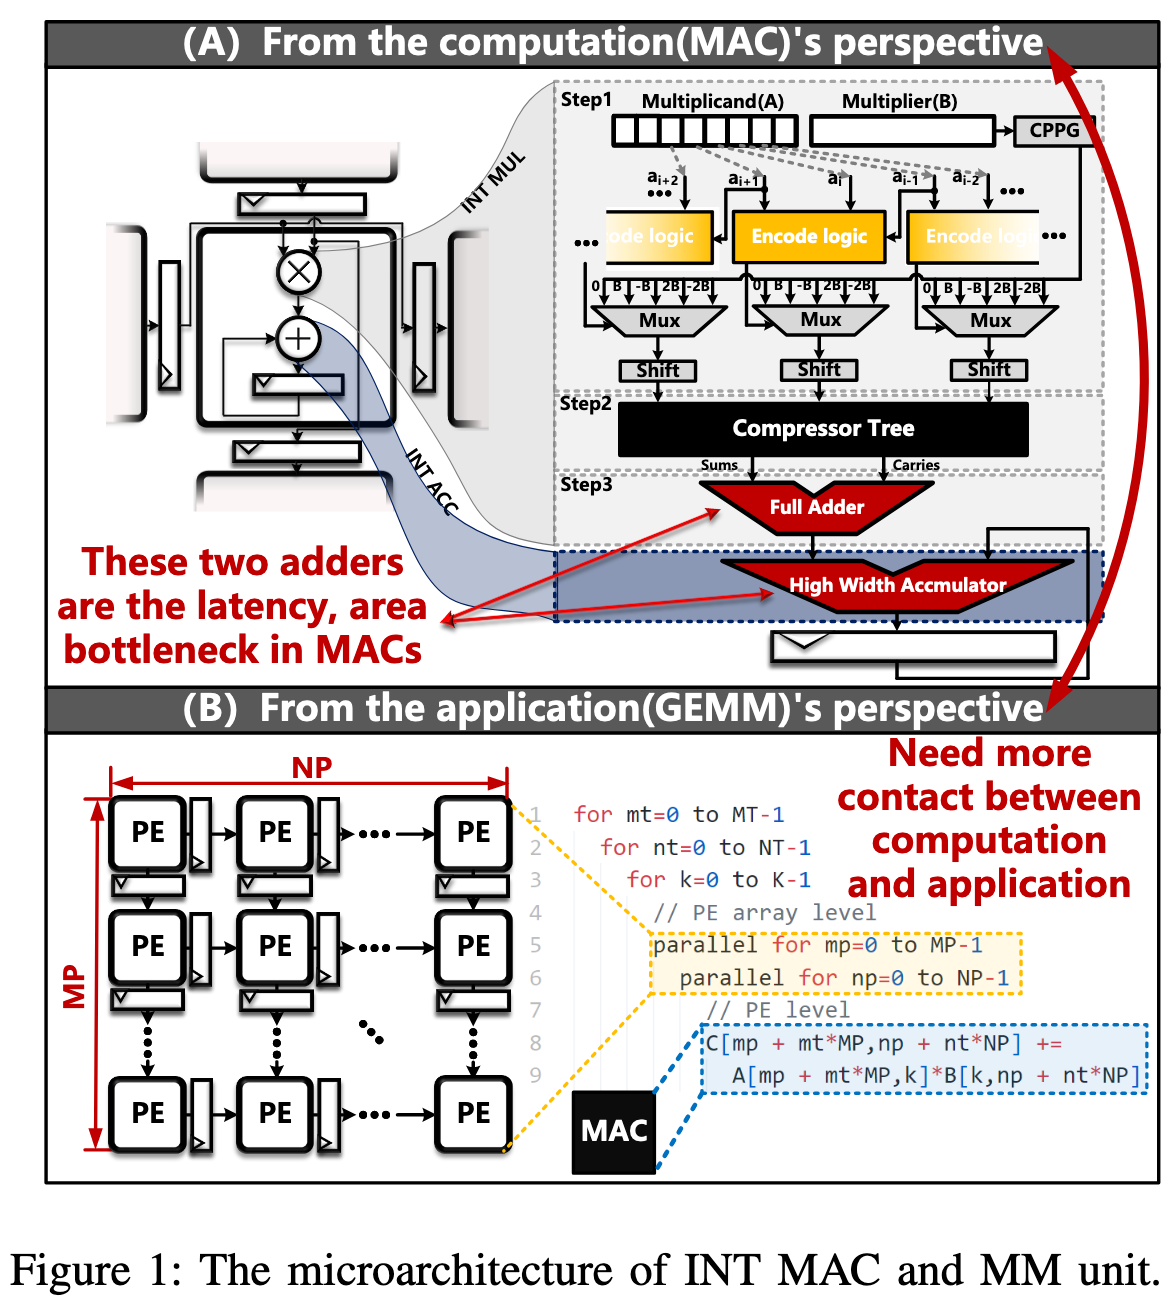 (A) From the computation(MAC)'s perspective
Step1
Multiplicand(A)
Multiplier(B)
CPPG
INT MUL
a_{i+2}
a_{i+1}
a_i
a_{i-1}
a_{i-2}
...
...
ode logic
Encode logic
Encode log
...
...
0 B -B 2B -2B
0 B -B 2B -2B
0 B -B 2B -2B
Mux
Mux
Mux
Shift
Shift
Shift
Step2
Compressor Tree
Sums
Carries
INT ACC
Step3
Full Adder
High Width Accmulator
These two adders
are the latency, area
bottleneck in MACs
(B) From the application(GEMM)'s perspective
Need more
contact between
computation
and application
NP
MP
PE PE ... PE
PE PE ... PE
PE PE ... PE
1 for mt=0 to MT-1
2 for nt=0 to NT-1
3 for k=0 to K-1
4 // PE array level
5 parallel for mp=0 to MP-1
6 parallel for np=0 to NP-1
7 // PE level
8 C[mp + mt*MP,np + nt*NP] +=
9 A[mp + mt*MP,k]*B[k,np + nt*NP]
MAC
Figure 1: The microarchitecture of INT MAC and MM unit.